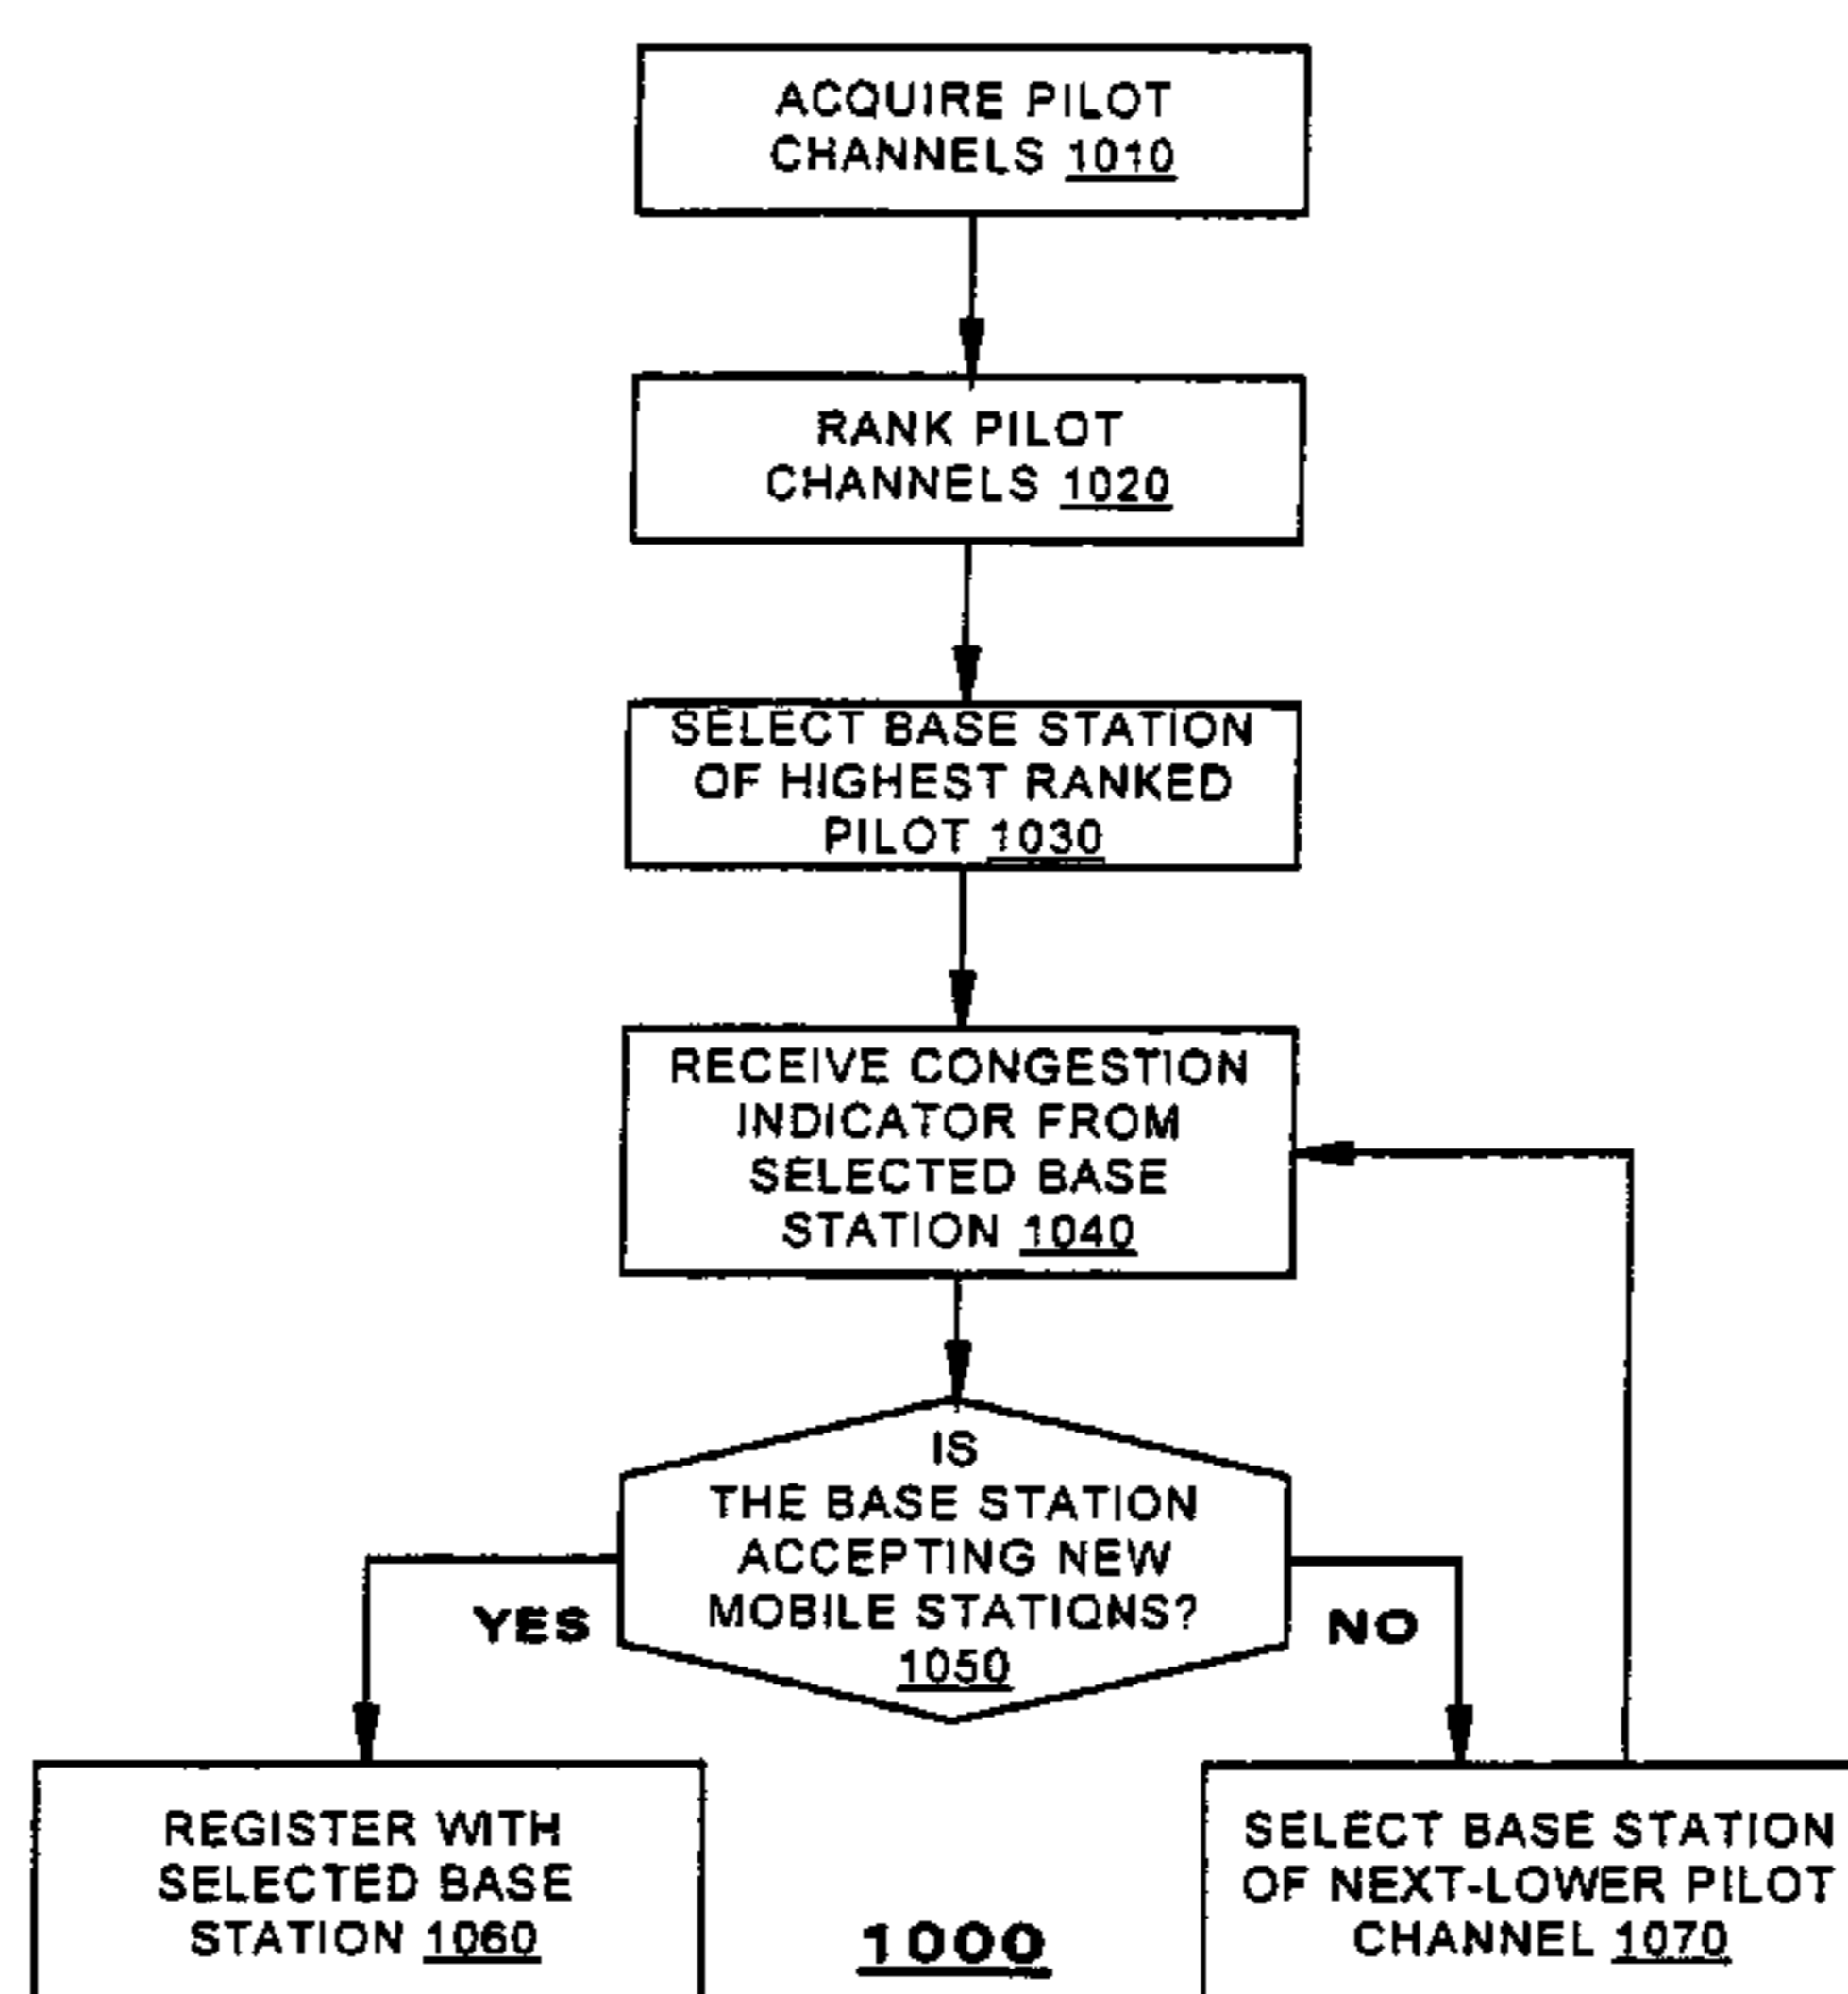 ACQUIRE PILOT
CHANNELS 1010
RANK PILOT
CHANNELS 1020
SELECT BASE STATION
OF HIGHEST RANKED
PILOT 1030
RECEIVE CONGESTION
INDICATOR FROM
SELECTED BASE
STATION 1040
IS
THE BASE STATION
ACCEPTING NEW
MOBILE STATIONS?
1050
YES
NO
REGISTER WITH
SELECTED BASE
STATION 1060
SELECT BASE STATION
OF NEXT-LOWER PILOT
CHANNEL 1070
1000